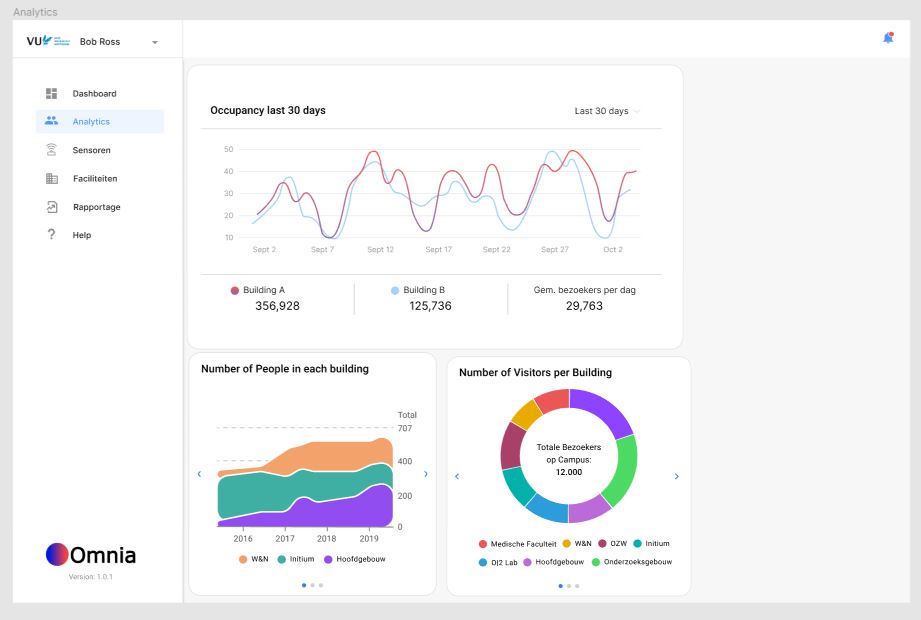 Analytics
VU
Bob Ross
Dashboard
Analytics
Sensoren
Faciliteiten
Rapportage
? Help
Omnia
Version: 1.0.1
Occupancy last 30 days
Last 30 days
50
40
30
20
10
Sept 2 Sept 7 Sept 12 Sept 17 Sept 22 Sept 27 Oct 2
Building A Building B Gem. bezoekers per dag
356,928 125,736 29,763
Number of People in each building
Total
707
400
200
0
2016 2017 2018 2019
W&N Initium Hoofdgebouw
Number of Visitors per Building
Totale Bezoekers
op Campus:
12.000
Medische Faculteit W&N OZW Initium
O|2 Lab Hoofdgebouw Onderzoeksgebouw